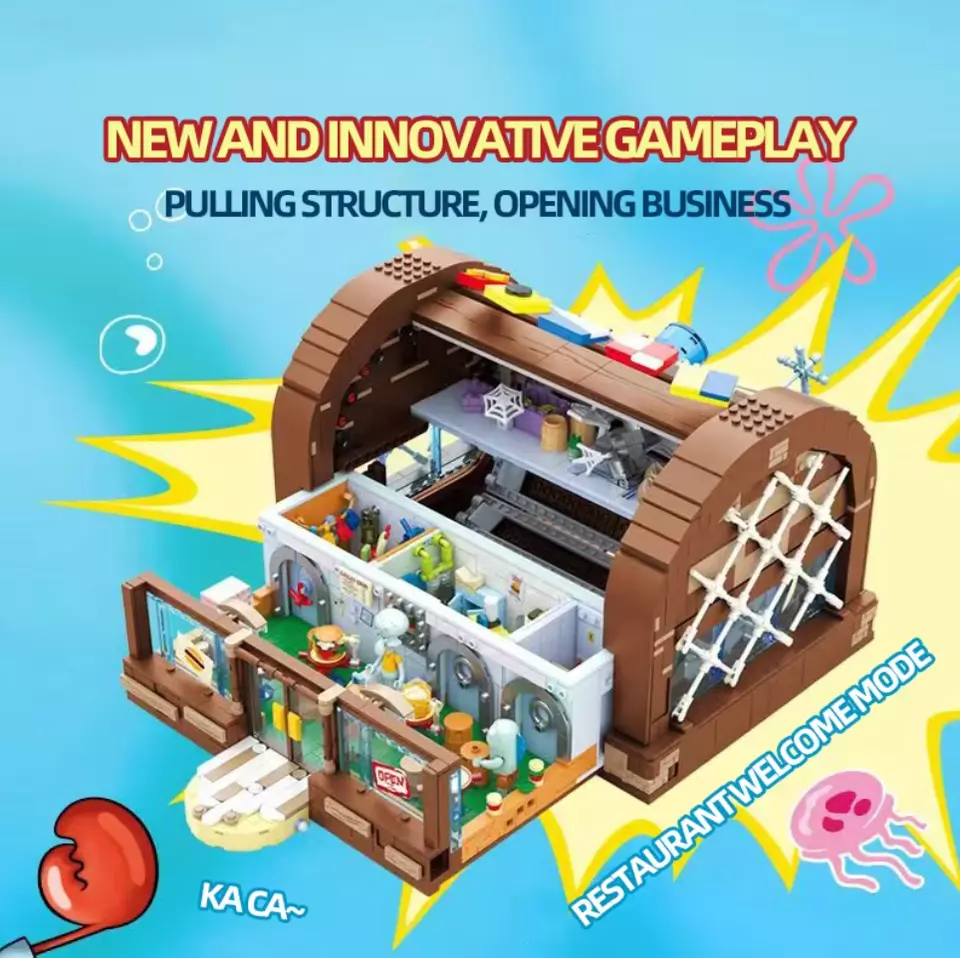 NEW AND INNOVATIVE GAMEPLAY
PULLING STRUCTURE, OPENING BUSINESS
OPEN
RESTAURANT WELCOME MODE
KA CA~